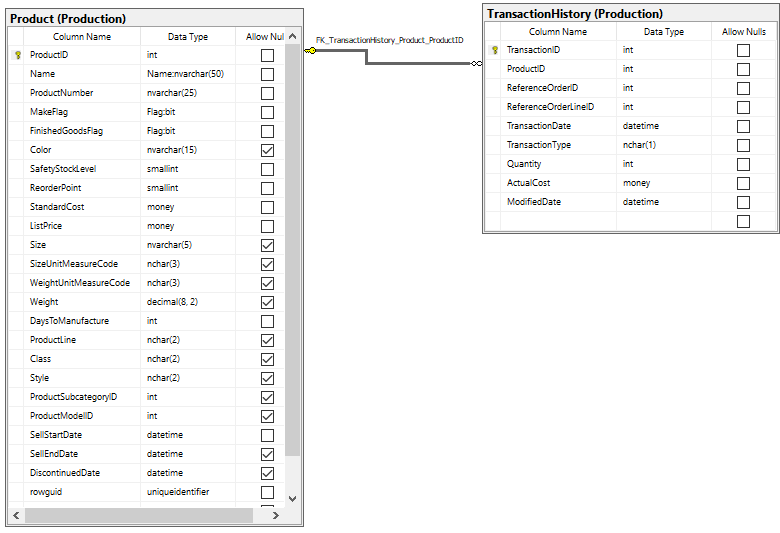 Product (Production)
Column Name Data Type Allow Nul
ProductID int
Name Name:nvarchar(50)
ProductNumber nvarchar(25)
MakeFlag Flag:bit
FinishedGoodsFlag Flag:bit
Color nvarchar(15)
SafetyStockLevel smallint
ReorderPoint smallint
StandardCost money
ListPrice money
Size nvarchar(5)
SizeUnitMeasureCode nchar(3)
WeightUnitMeasureCode nchar(3)
Weight decimal(8, 2)
DaysToManufacture int
ProductLine nchar(2)
Class nchar(2)
Style nchar(2)
ProductSubcategoryID int
ProductModelID int
SellStartDate datetime
SellEndDate datetime
DiscontinuedDate datetime
rowguid uniqueidentifier
FK_TransactionHistory_Product_ProductID
TransactionHistory (Production)
Column Name Data Type Allow Nulls
TransactionID int
ProductID int
ReferenceOrderID int
ReferenceOrderLineID int
TransactionDate datetime
TransactionType nchar(1)
Quantity int
ActualCost money
ModifiedDate datetime